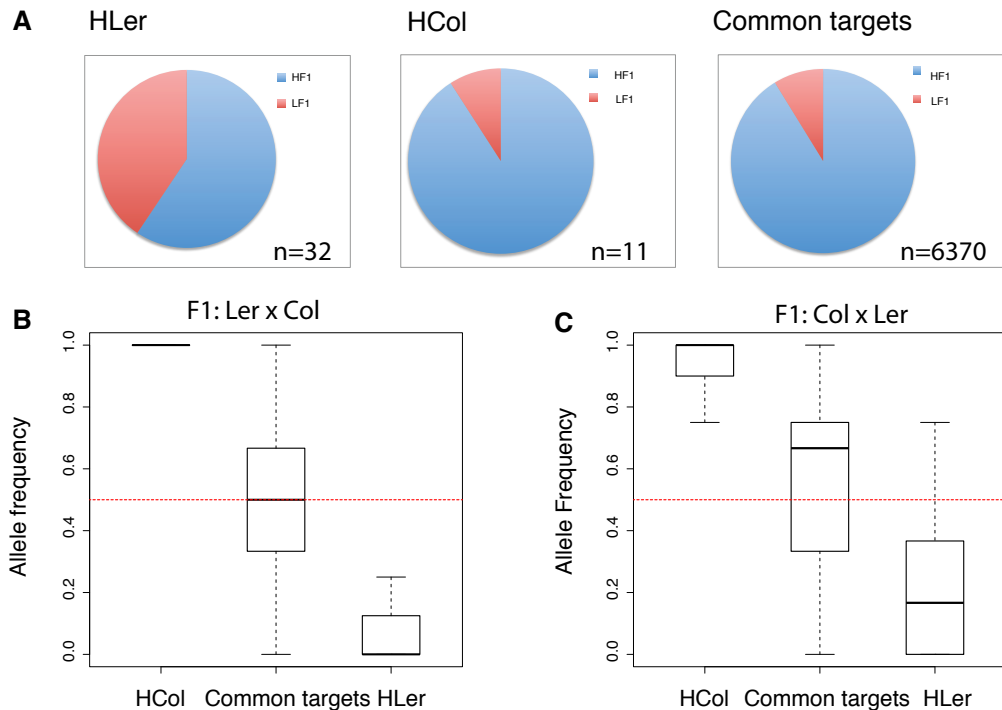 A
HLer
HCol
Common targets
HF1
LF1
n=32
HF1
LF1
n=11
HF1
LF1
n=6370
B
F1: Ler x Col
Allele frequency
1.0
0.8
0.6
0.4
0.2
0.0
HCol
Common targets
HLer
C
F1: Col x Ler
Allele Frequency
1.0
0.8
0.6
0.4
0.2
0.0
HCol
Common targets
HLer